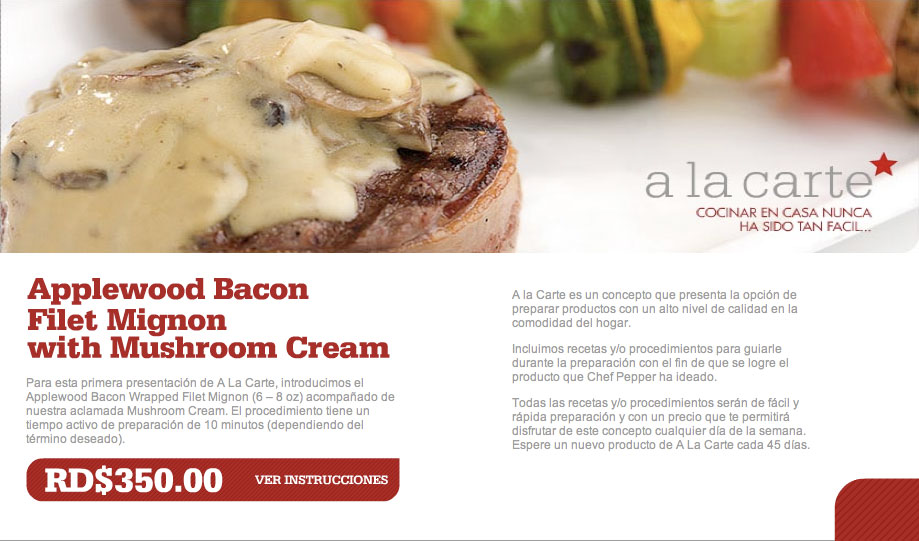 a la carte
COCINAR EN CASA NUNCA
HA SIDO TAN FACIL...
Applewood Bacon
Filet Mignon
with Mushroom Cream
Para esta primera presentación de A La Carte, introducimos el
Applewood Bacon Wrapped Filet Mignon (6 – 8 oz) acompañado de
nuestra aclamada Mushroom Cream. El procedimiento tiene un
tiempo activo de preparación de 10 minutos (dependiendo del
término deseado).
RD$350.00
VER INSTRUCCIONES
A la Carte es un concepto que presenta la opción de
preparar productos con un alto nivel de calidad en la
comodidad del hogar.
Incluimos recetas y/o procedimientos para guiarle
durante la preparación con el fin de que se logre el
producto que Chef Pepper ha ideado.
Todas las recetas y/o procedimientos serán de fácil y
rápida preparación y con un precio que te permitirá
disfrutar de este concepto cualquier día de la semana.
Espere un nuevo producto de A La Carte cada 45 días.